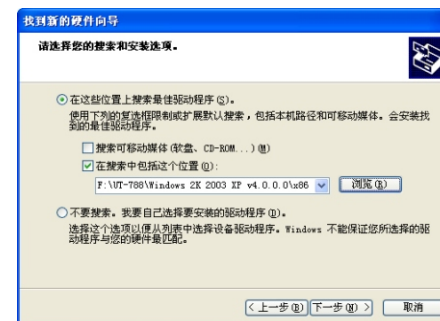 找到新的硬件向导
请选择您的搜索和安装选项。
在这些位置上搜索最佳驱动程序(S)。
使用下列的复选框限制或扩展默认搜索，包括本机路径和可移动媒体。会安装找
到的最佳驱动程序。
搜索可移动媒体(软盘、CD-ROM...)(M)
在搜索中包括这个位置(O):
F:\UT-788\Windows 2K 2003 XP v4.0.0.0\x86
浏览(R)
不要搜索。我要自己选择要安装的驱动程序(D)。
选择这个选项以便从列表中选择设备驱动程序。Windows 不能保证您所选择的驱
动程序与您的硬件最匹配。
< 上一步(B) 下一步(N) > 取消